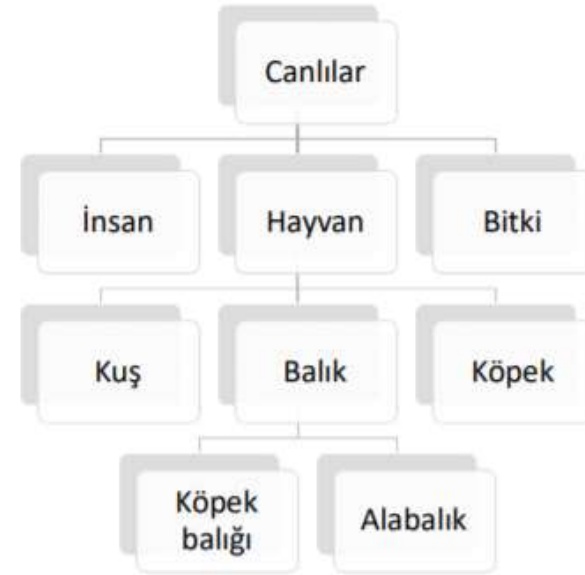 Canlılar
İnsan
Hayvan
Bitki
Kuş
Balık
Köpek
Köpek
balığı
Alabalık